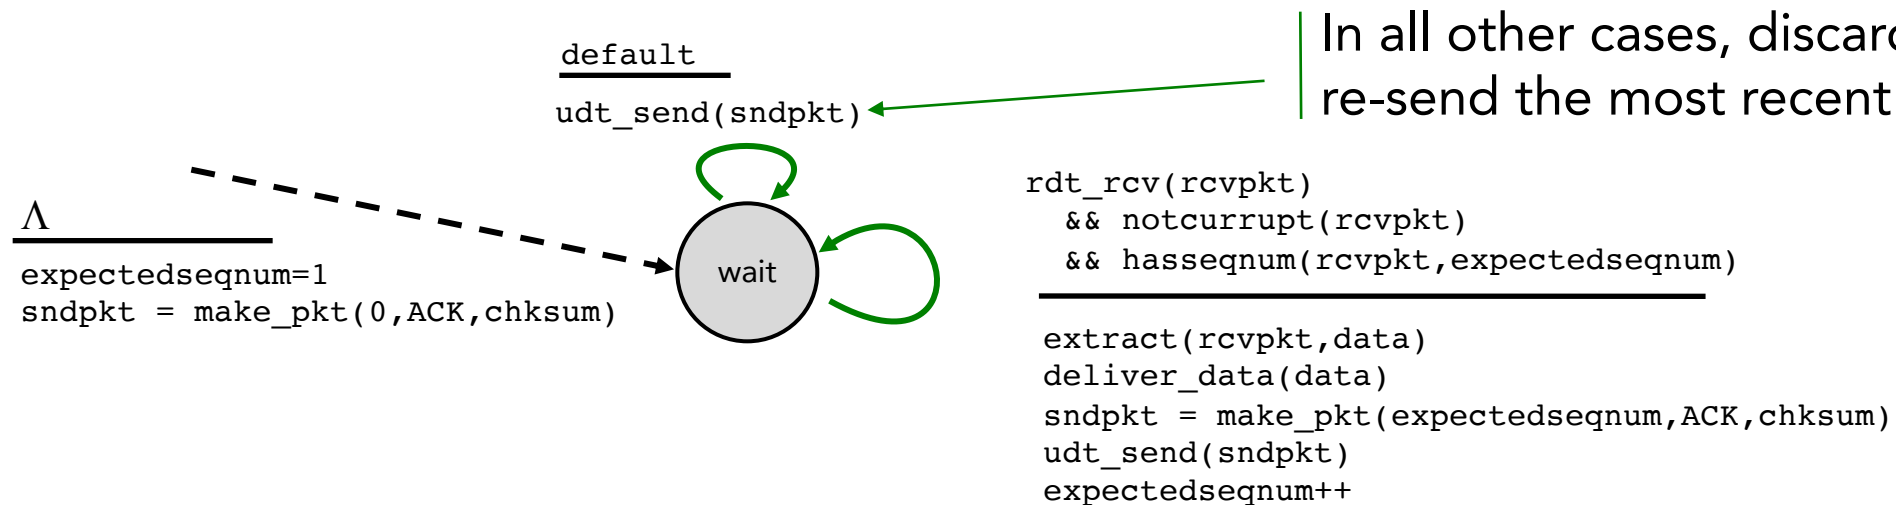 In all other cases, discard
re-send the most recent
default
udt_send(sndpkt)
Λ
expectedseqnum=1
sndpkt = make_pkt(0,ACK,chksum)
wait
rdt_rcv(rcvpkt)
&& notcurrupt(rcvpkt)
&& hasseqnum(rcvpkt,expectedseqnum)
extract(rcvpkt,data)
deliver_data(data)
sndpkt = make_pkt(expectedseqnum,ACK,chksum)
udt_send(sndpkt)
expectedseqnum++